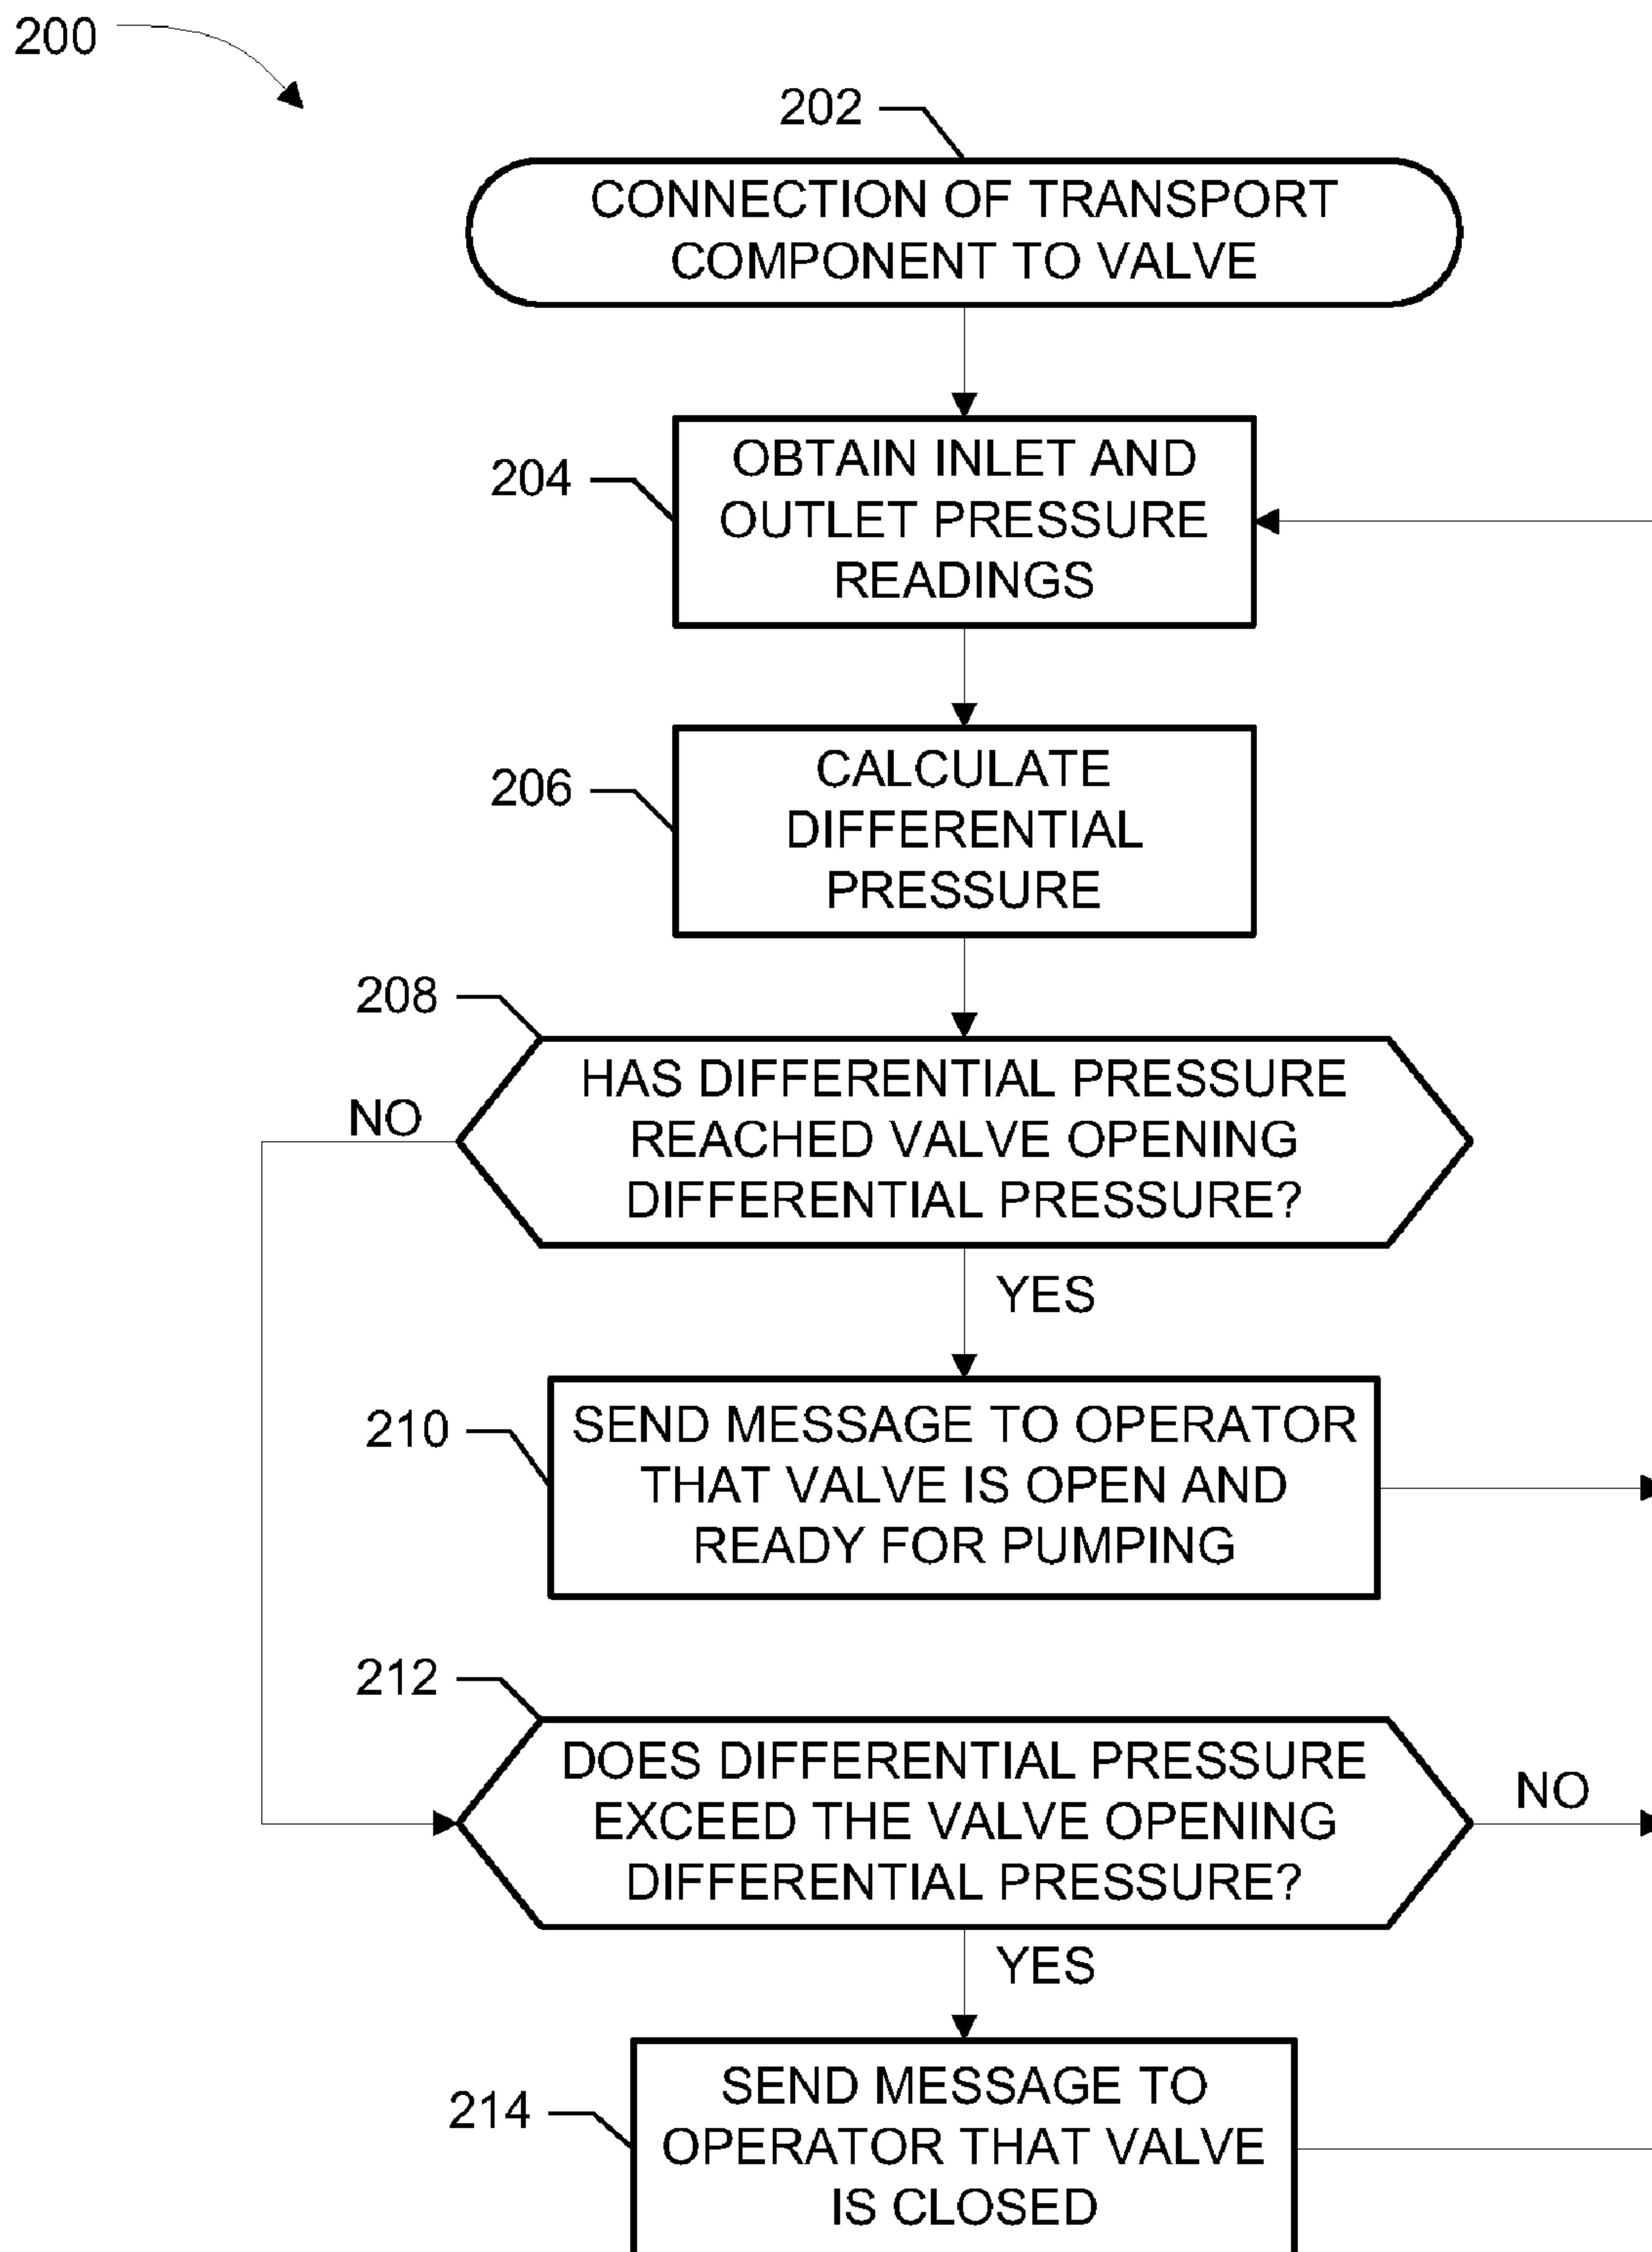 200
202
CONNECTION OF TRANSPORT
COMPONENT TO VALVE
204
OBTAIN INLET AND
OUTLET PRESSURE
READINGS
206
CALCULATE
DIFFERENTIAL
PRESSURE
208
HAS DIFFERENTIAL PRESSURE
REACHED VALVE OPENING
DIFFERENTIAL PRESSURE?
NO
YES
210
SEND MESSAGE TO OPERATOR
THAT VALVE IS OPEN AND
READY FOR PUMPING
212
DOES DIFFERENTIAL PRESSURE
EXCEED THE VALVE OPENING
DIFFERENTIAL PRESSURE?
NO
YES
214
SEND MESSAGE TO
OPERATOR THAT VALVE
IS CLOSED